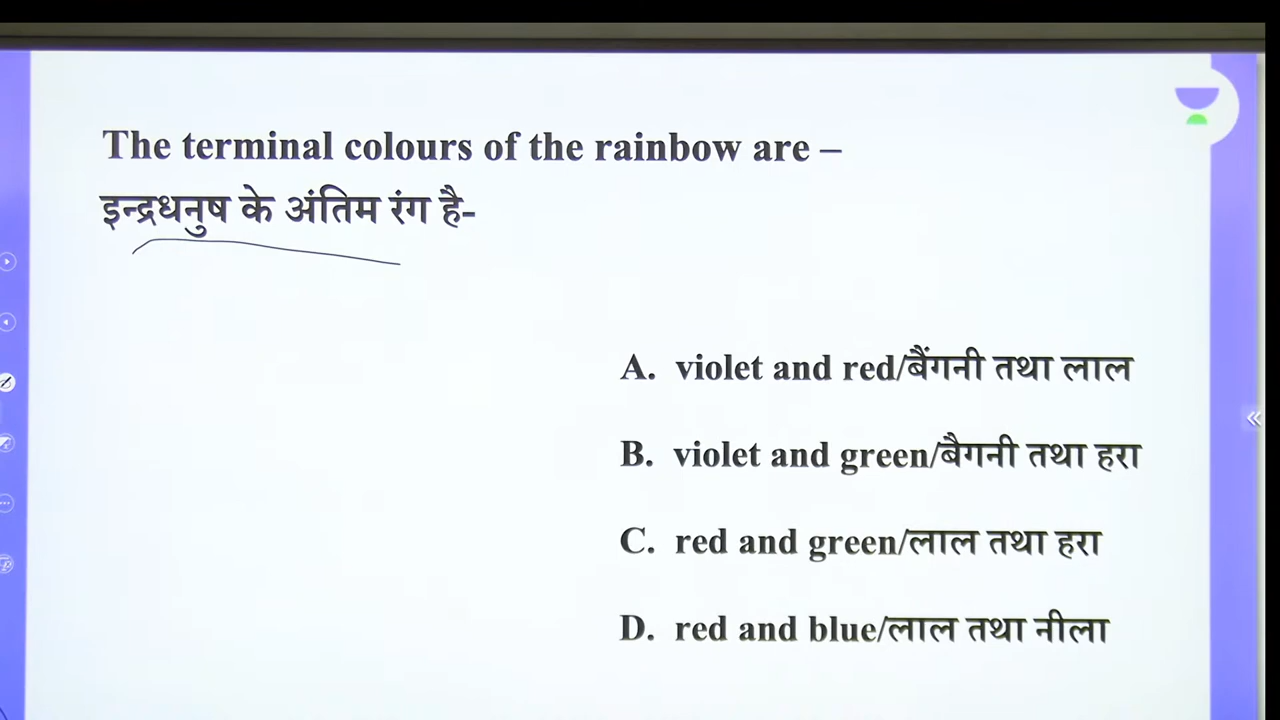 The terminal colours of the rainbow are –
इन्द्रधनुष के अंतिम रंग है-
A. violet and red/बैंगनी तथा लाल
B. violet and green/बैगनी तथा हरा
C. red and green/लाल तथा हरा
D. red and blue/लाल तथा नीला